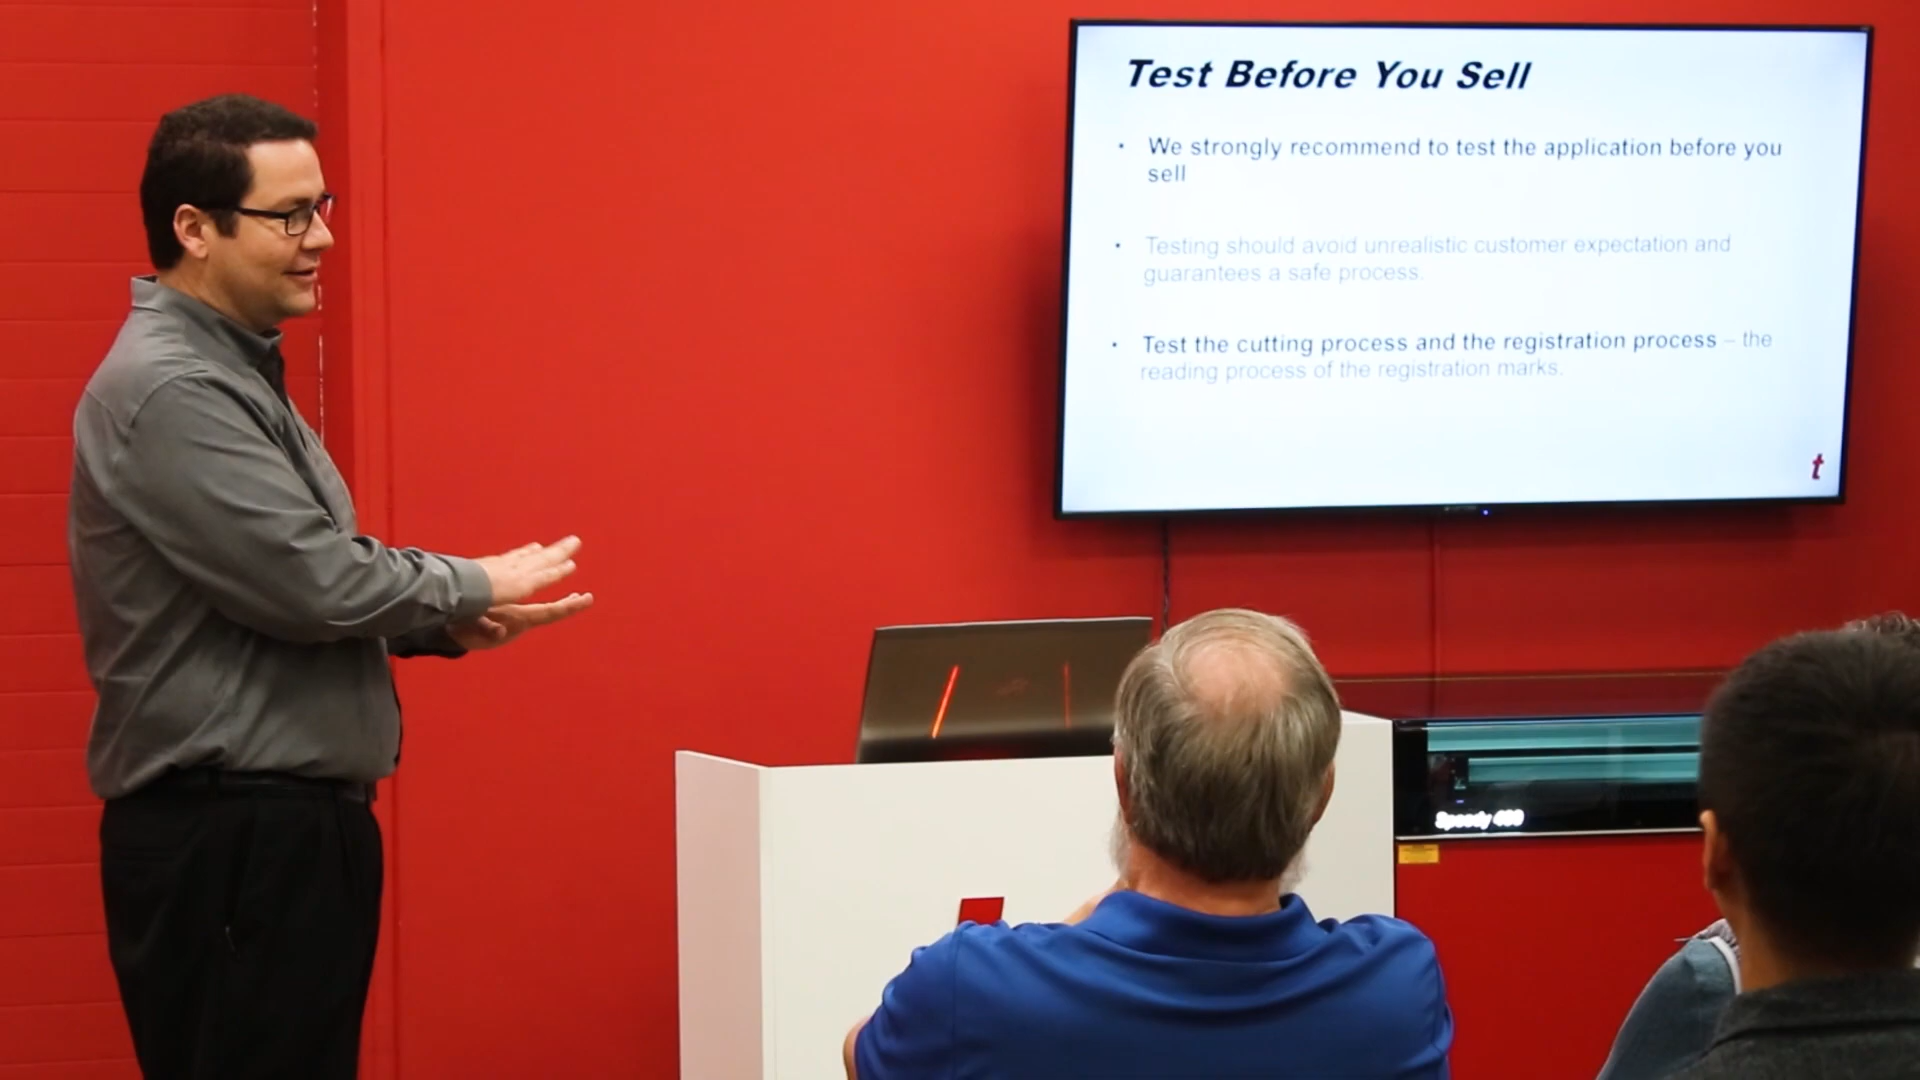 Test Before You Sell
• We strongly recommend to test the application before you
sell
• Testing should avoid unrealistic customer expectation and
guarantees a safe process.
• Test the cutting process and the registration process – the
reading process of the registration marks.
t
Speedy 400